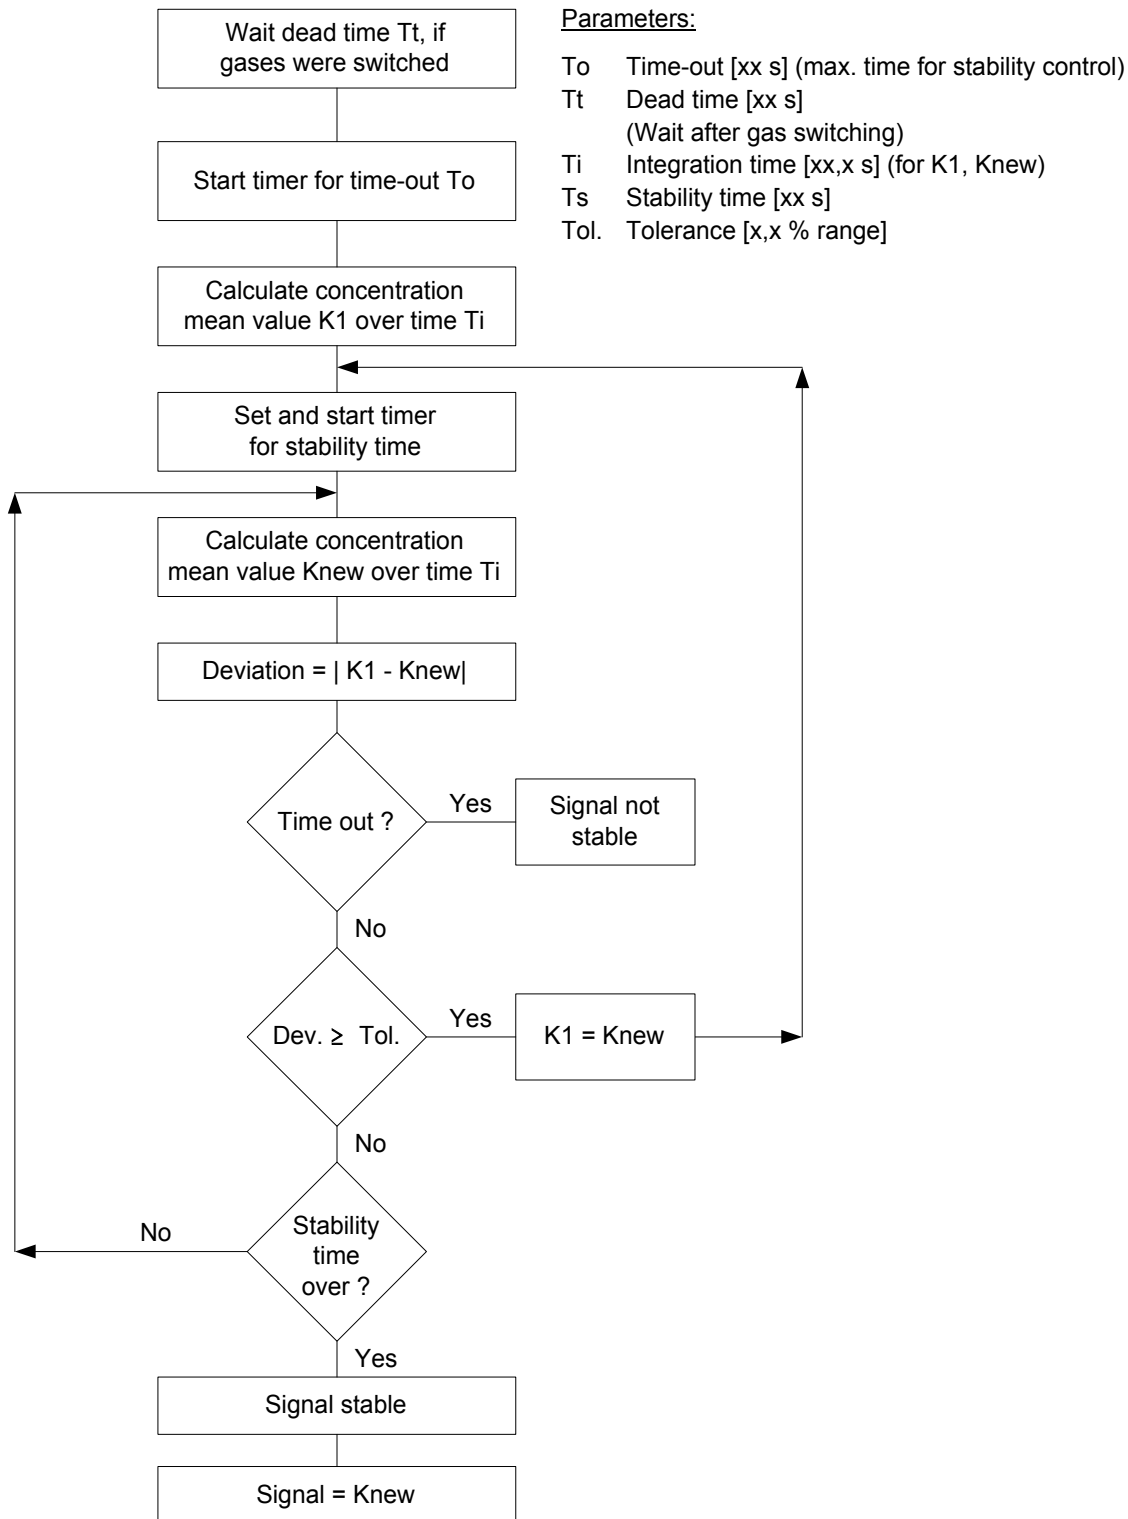 Wait dead time Tt, if
gases were switched
Parameters:
To Time-out [xx s] (max. time for stability control)
Tt Dead time [xx s]
(Wait after gas switching)
Ti Integration time [xx,x s] (for K1, Knew)
Ts Stability time [xx s]
Tol. Tolerance [x,x % range]
Start timer for time-out To
Calculate concentration
mean value K1 over time Ti
Set and start timer
for stability time
Calculate concentration
mean value Knew over time Ti
Deviation = | K1 - Knew|
Time out ?
Yes
Signal not
stable
No
Dev. ≥ Tol.
Yes
K1 = Knew
No
Stability
time
over ?
No
Yes
Signal stable
Signal = Knew